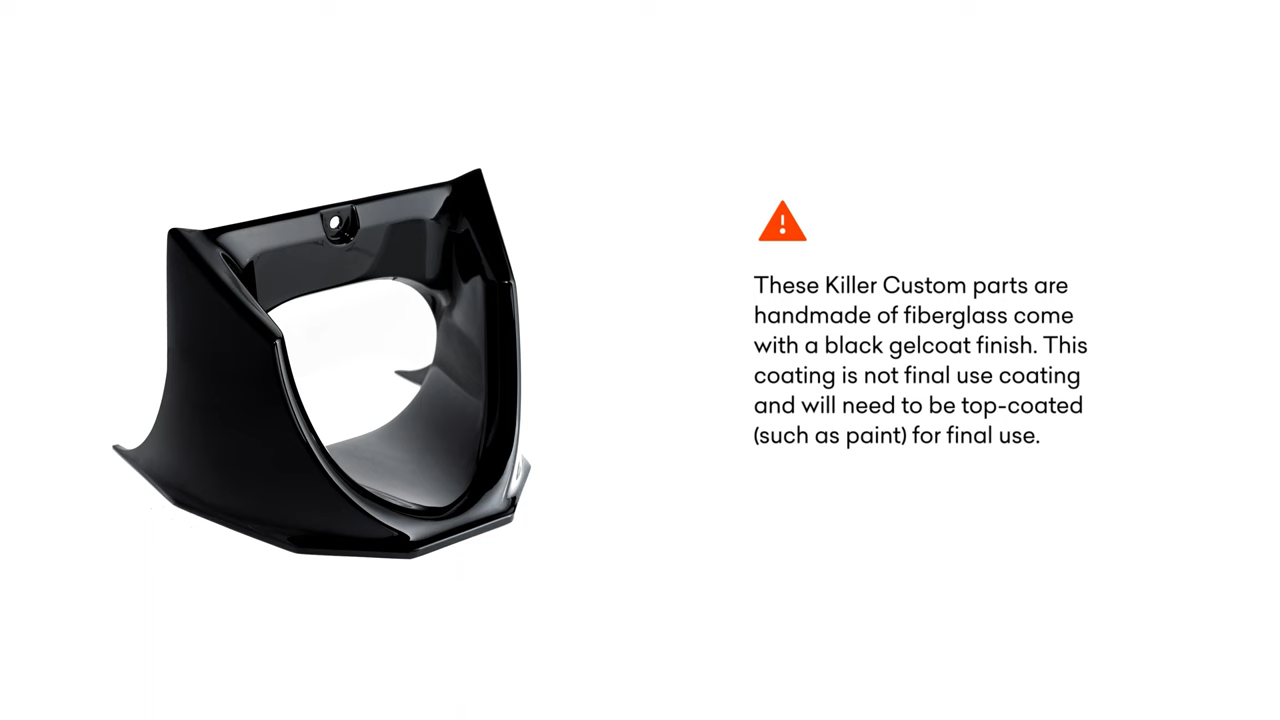 These Killer Custom parts are
handmade of fiberglass come
with a black gelcoat finish. This
coating is not final use coating
and will need to be top-coated
(such as paint) for final use.